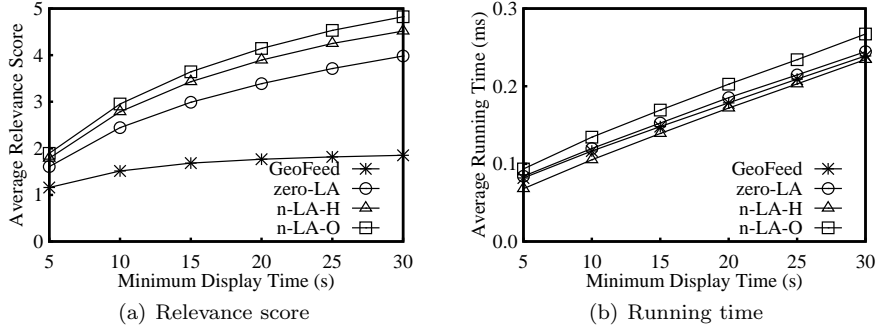 5
4
3
2
1
0
Average Relevance Score
GeoFeed
zero-LA
n-LA-H
n-LA-O
5 10 15 20 25 30
Minimum Display Time (s)
(a) Relevance score
0.3
0.2
0.1
0.0
Average Running Time (ms)
GeoFeed
zero-LA
n-LA-H
n-LA-O
5 10 15 20 25 30
Minimum Display Time (s)
(b) Running time